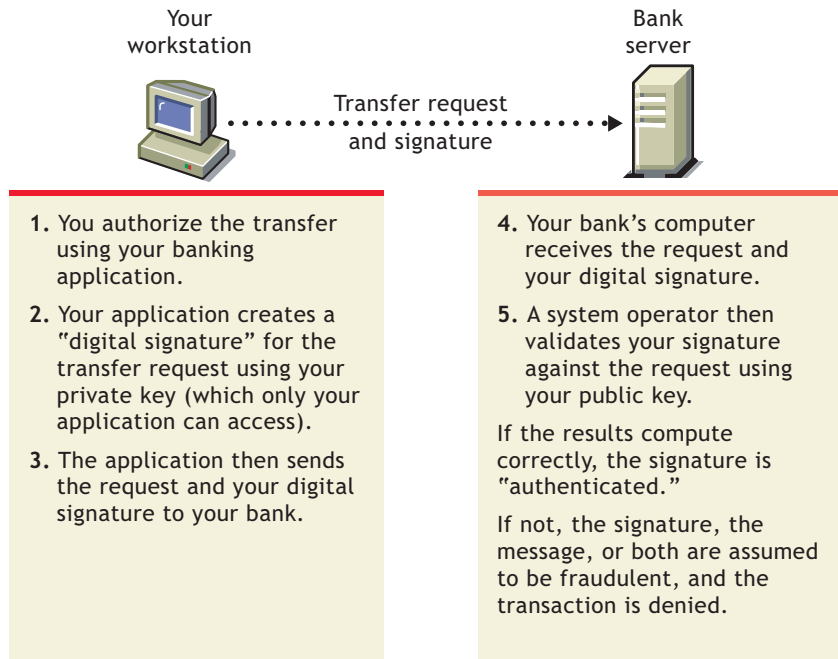 Your
workstation
Bank
server
Transfer request
and signature
1. You authorize the transfer
using your banking
application.
2. Your application creates a
“digital signature” for the
transfer request using your
private key (which only your
application can access).
3. The application then sends
the request and your digital
signature to your bank.
4. Your bank’s computer
receives the request and
your digital signature.
5. A system operator then
validates your signature
against the request using
your public key.
If the results compute
correctly, the signature is
“authenticated.”
If not, the signature, the
message, or both are assumed
to be fraudulent, and the
transaction is denied.